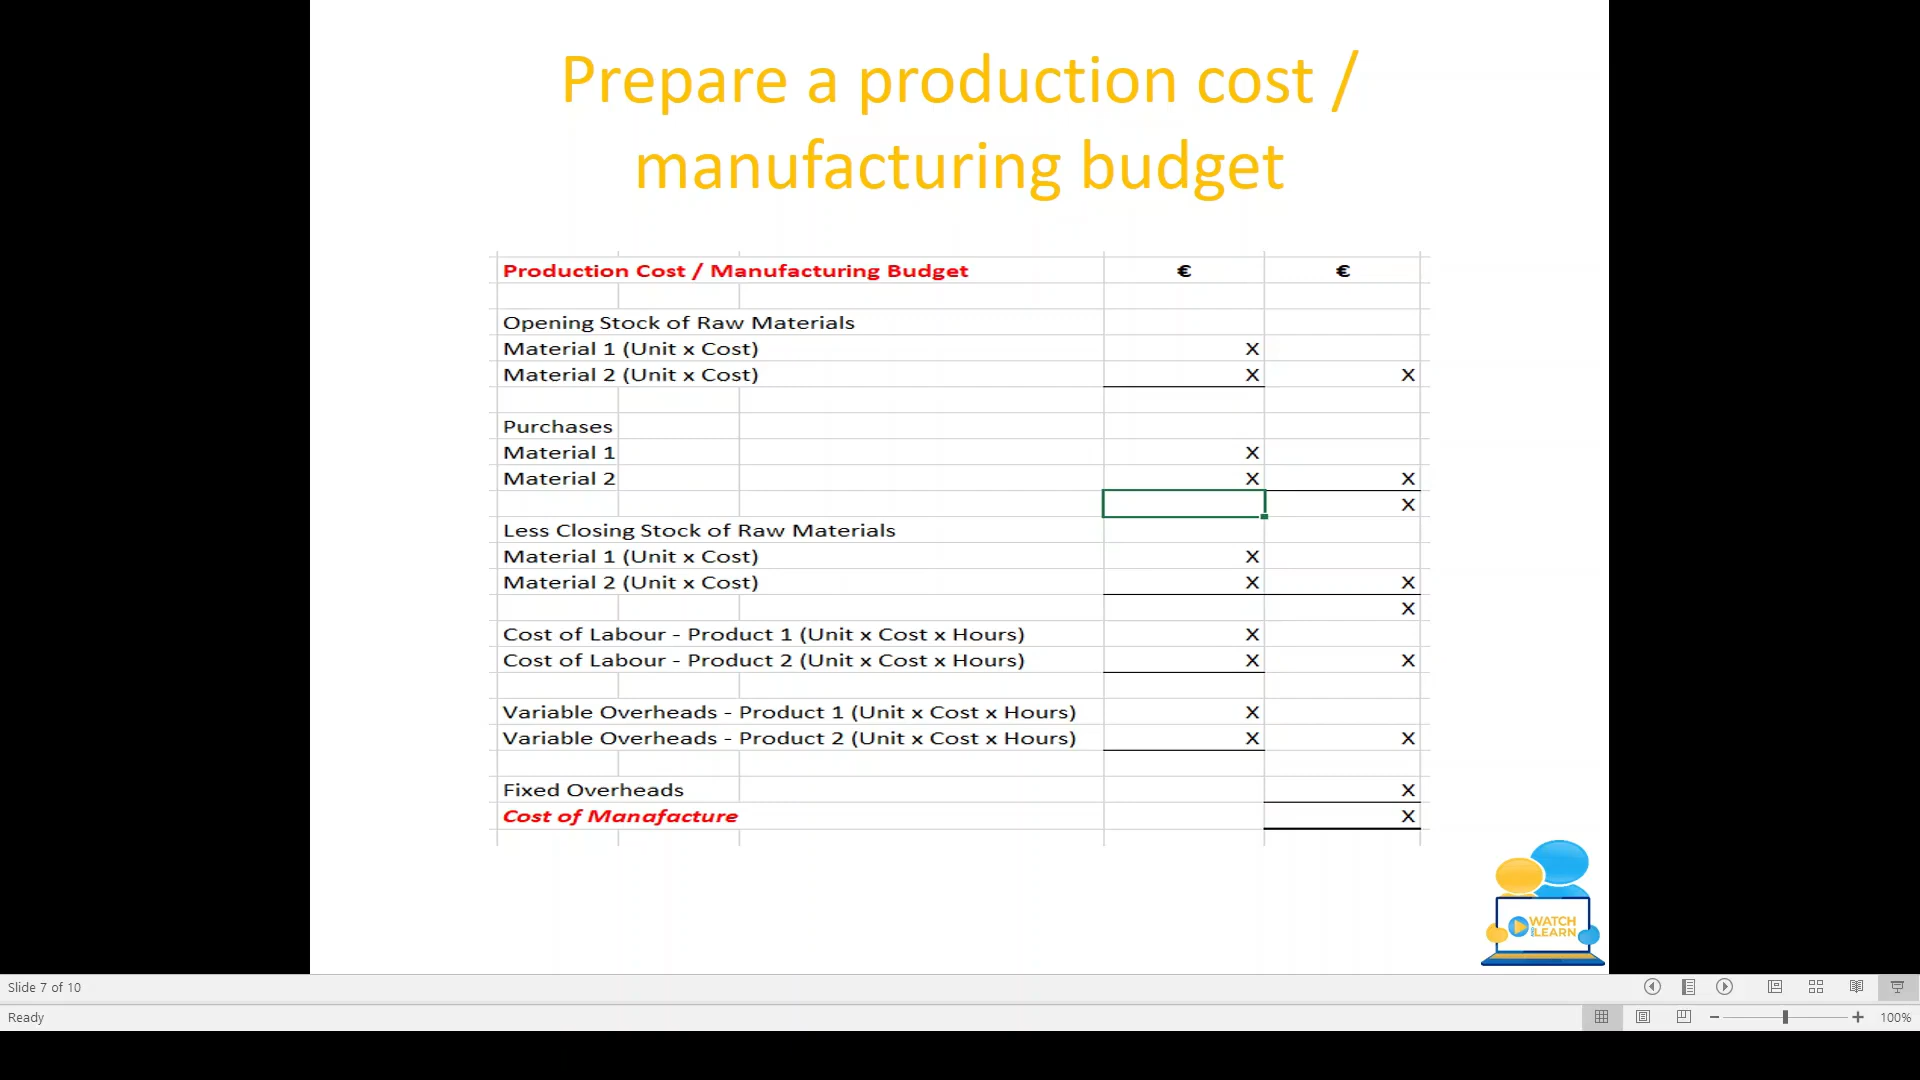 Prepare a production cost /
manufacturing budget
Production Cost / Manufacturing Budget € €
Opening Stock of Raw Materials
Material 1 (Unit x Cost) X
Material 2 (Unit x Cost) X X
Purchases
Material 1 X
Material 2 X X
X
Less Closing Stock of Raw Materials
Material 1 (Unit x Cost) X
Material 2 (Unit x Cost) X X
X
Cost of Labour - Product 1 (Unit x Cost x Hours) X
Cost of Labour - Product 2 (Unit x Cost x Hours) X X
Variable Overheads - Product 1 (Unit x Cost x Hours) X
Variable Overheads - Product 2 (Unit x Cost x Hours) X X
Fixed Overheads X
Cost of Manafacture X
WATCH
LEARN
Slide 7 of 10
Ready 100%